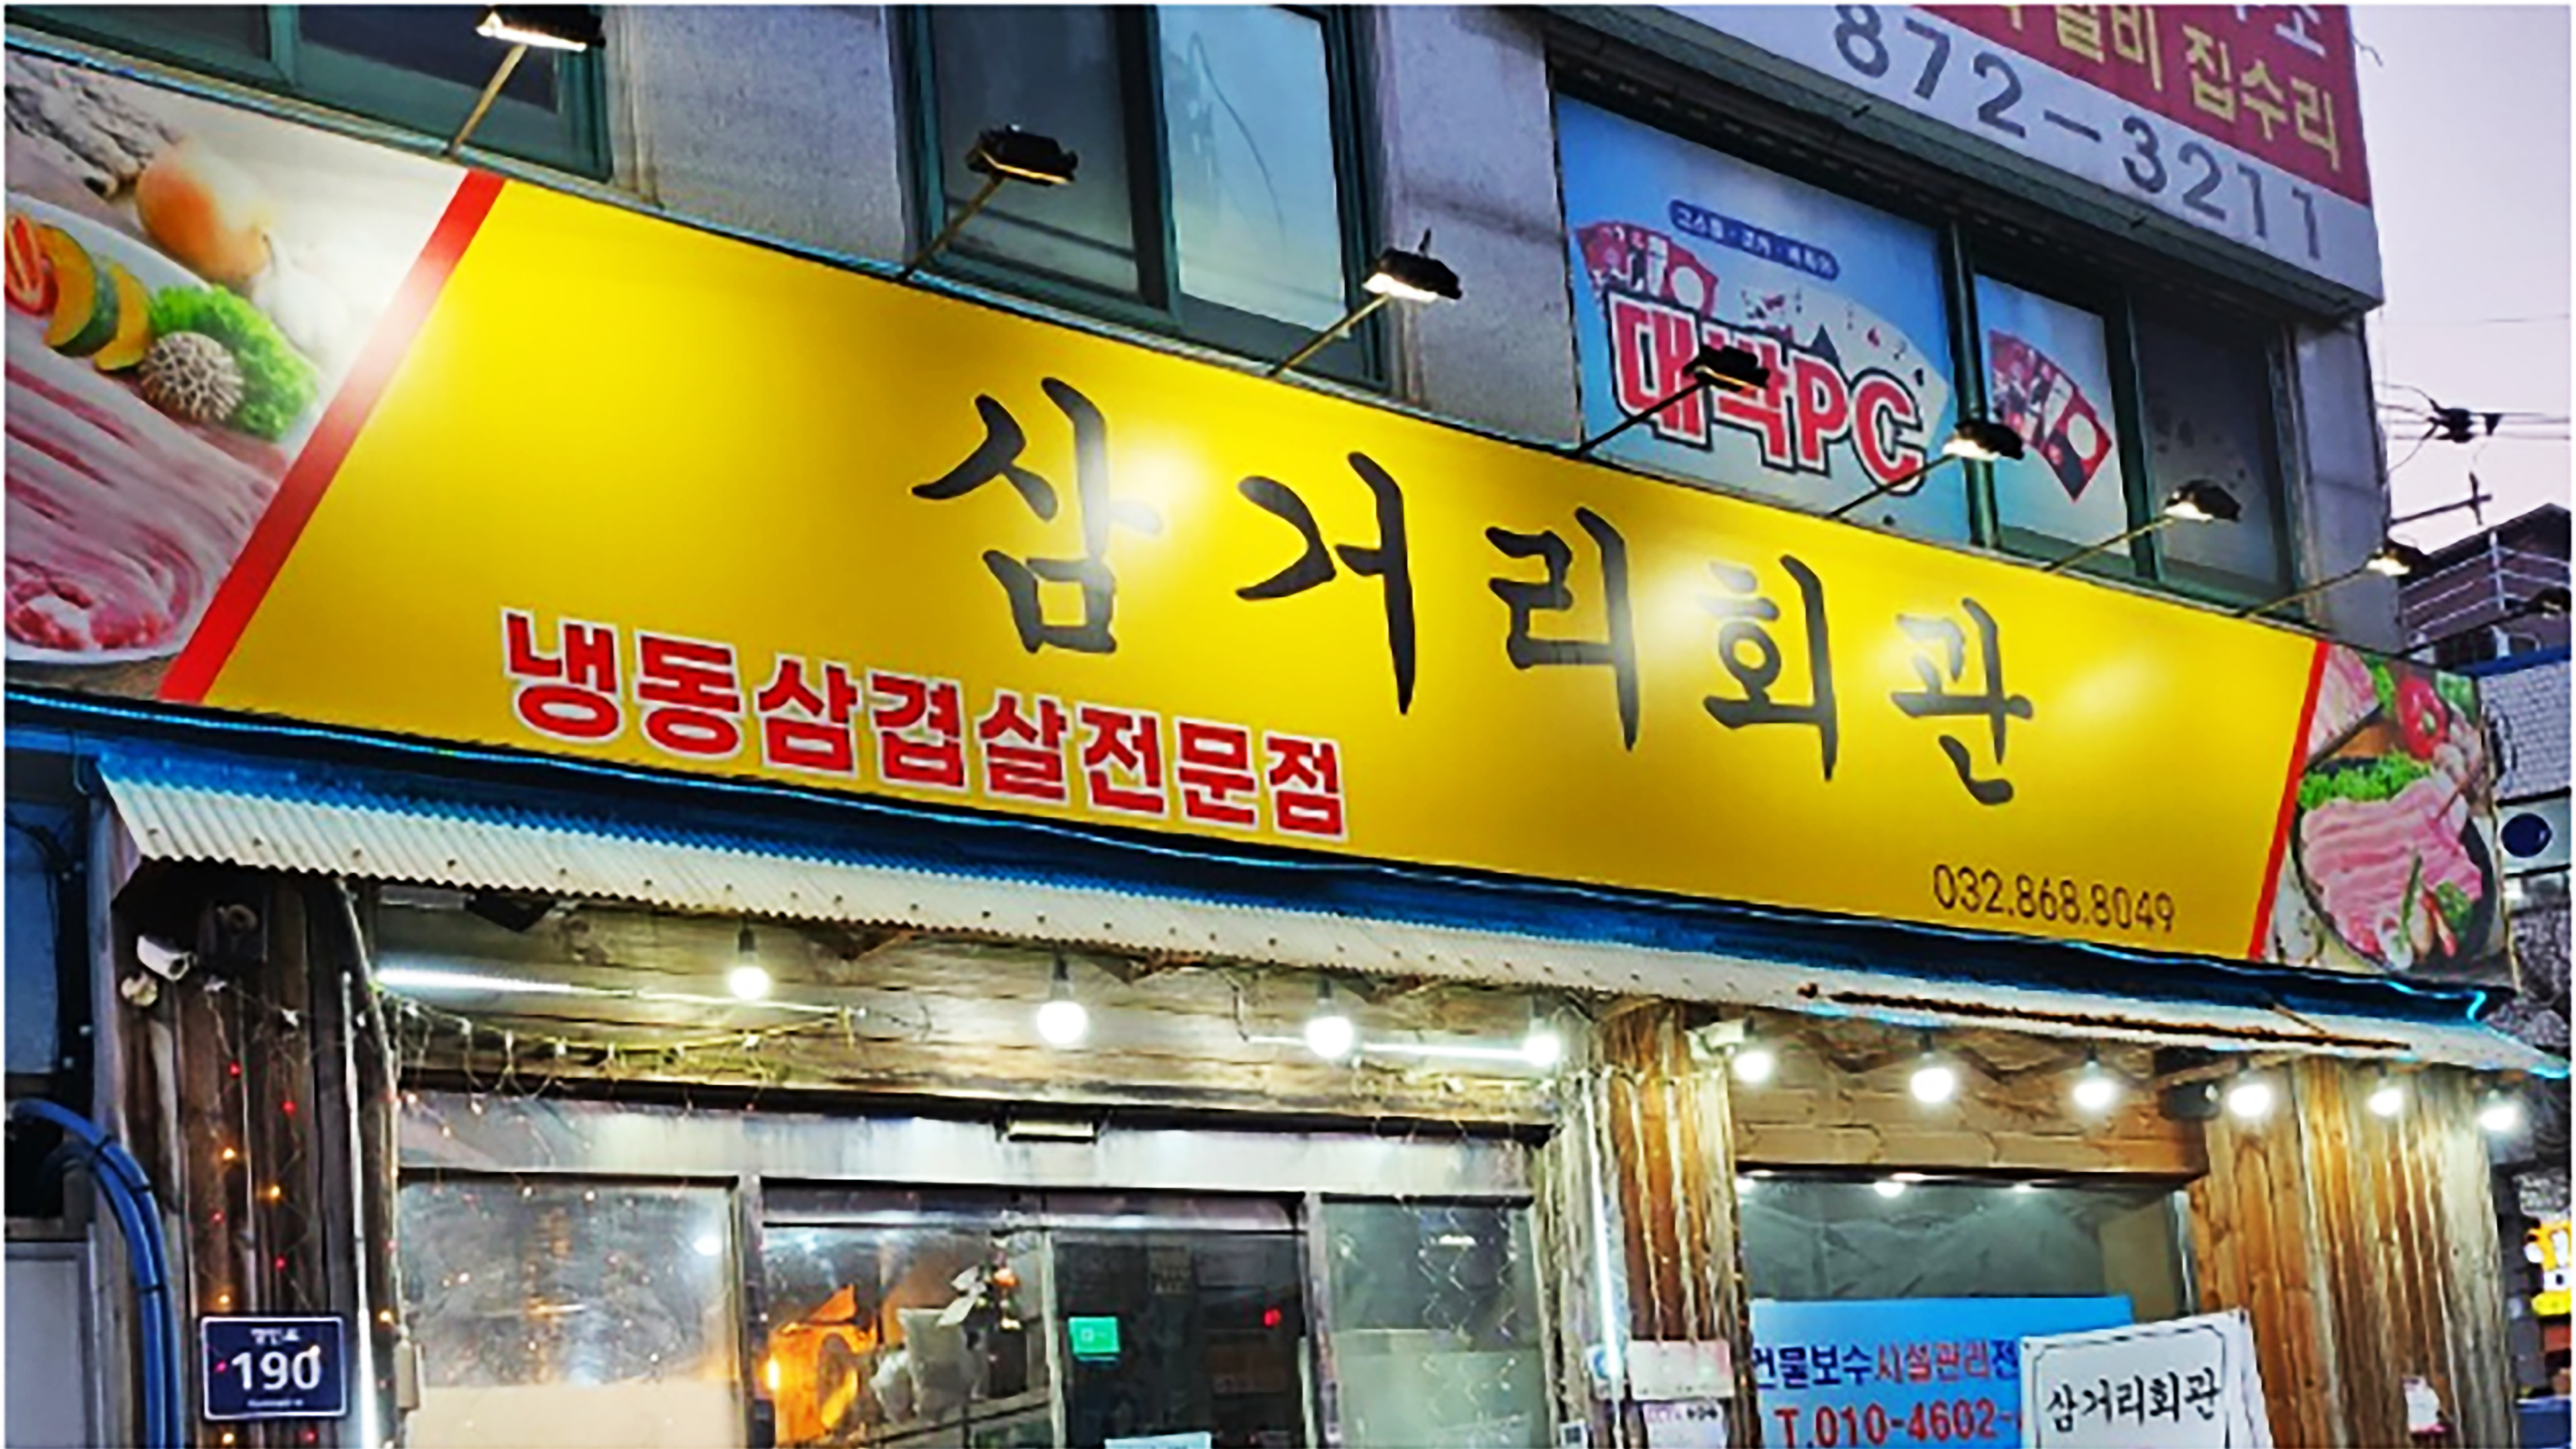 집수리
872-3211
대박PC
삼거리회관
냉동삼겹살전문점
032.868.8049
190
건물보수시설관리전
T.010-4602-
삼거리회관